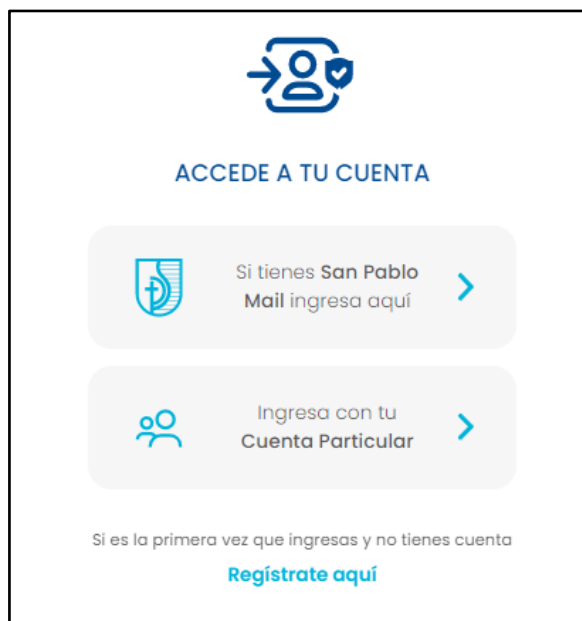 ACCEDE A TU CUENTA
Si tienes San Pablo
Mail ingresa aquí
Ingresa con tu
Cuenta Particular
Si es la primera vez que ingresas y no tienes cuenta
Regístrate aquí